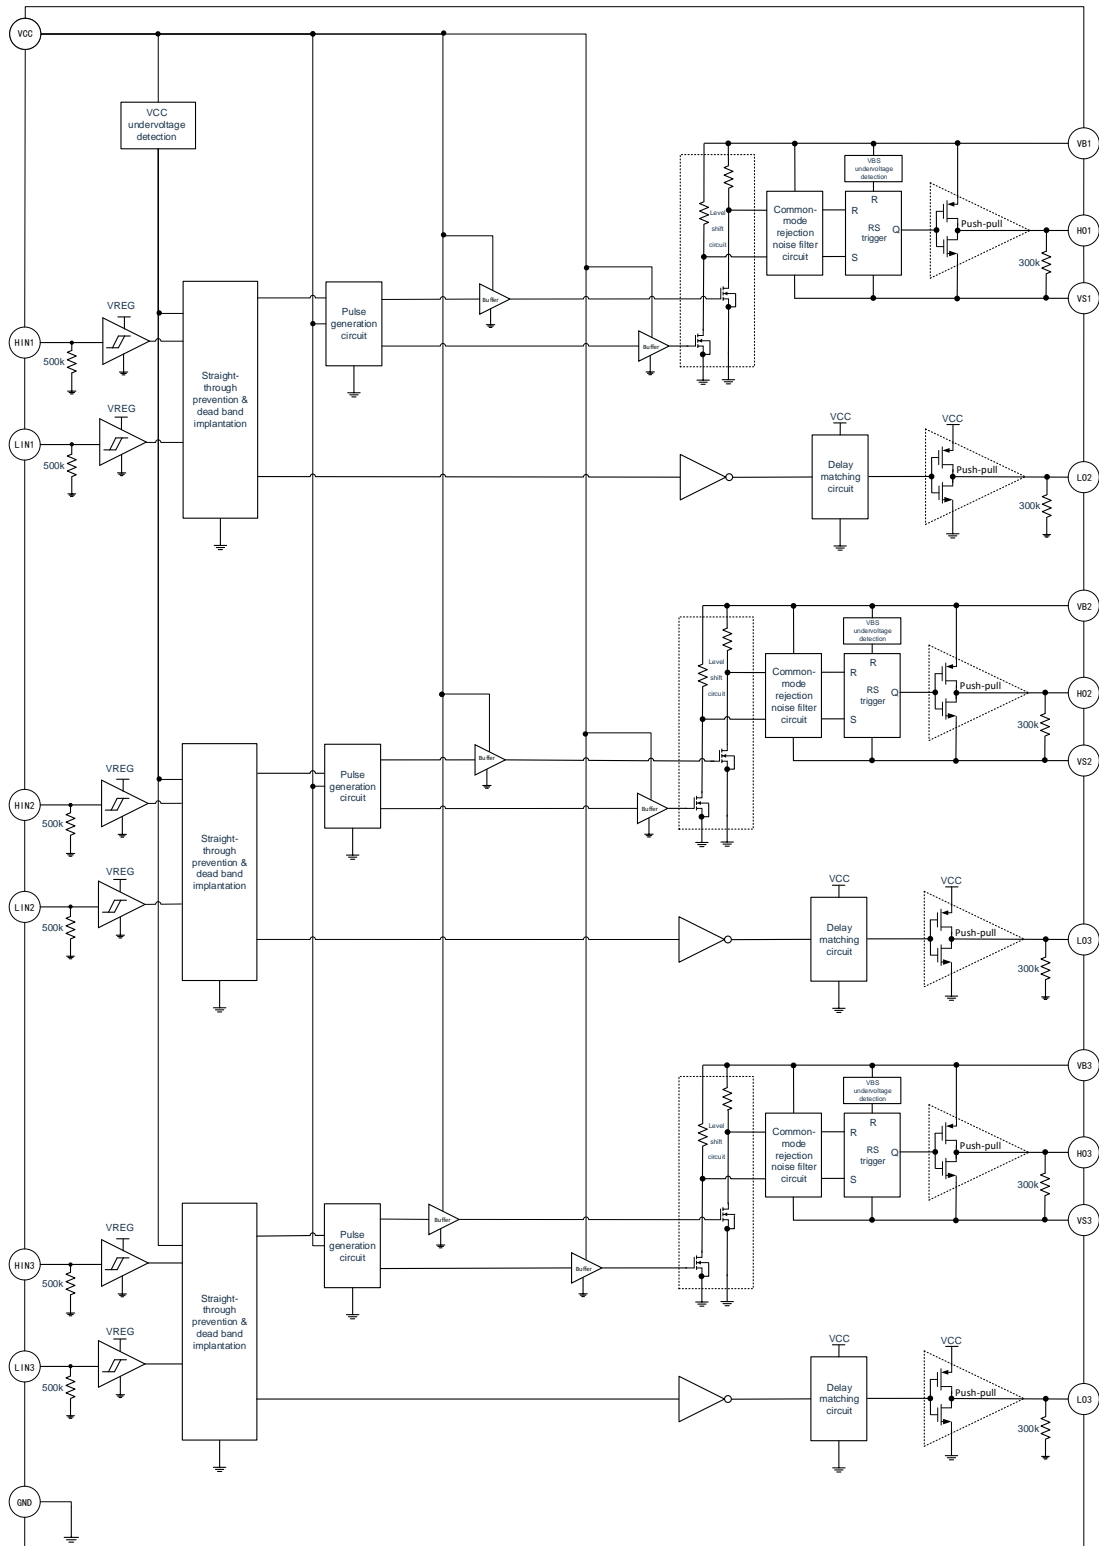 VCC
VCC
undervoltage
detection
VB1
VBS
undervoltage
detection
R
Level
shift
circuit
Common-
mode
rejection
noise filter
circuit
R
RS
trigger
Q
S
Push-pull
HO1
300k
VS1
Buffer
Buffer
Pulse
generation
circuit
VREG
HIN1
500k
Straight-
through
prevention &
dead band
implantation
VREG
LIN1
500k
VCC
Delay
matching
circuit
VCC
Push-pull
LO2
300k
VB2
VBS
undervoltage
detection
R
Level
shift
circuit
Common-
mode
rejection
noise filter
circuit
R
RS
trigger
Q
S
Push-pull
HO2
300k
VS2
Buffer
Buffer
Pulse
generation
circuit
VREG
HIN2
500k
Straight-
through
prevention &
dead band
implantation
VREG
LIN2
500k
VCC
Delay
matching
circuit
VCC
Push-pull
LO3
300k
VB3
VBS
undervoltage
detection
R
Level
shift
circuit
Common-
mode
rejection
noise filter
circuit
R
RS
trigger
Q
S
Push-pull
HO3
300k
VS3
Buffer
Buffer
Pulse
generation
circuit
VREG
HIN3
500k
Straight-
through
prevention &
dead band
implantation
VREG
LIN3
500k
VCC
Delay
matching
circuit
VCC
Push-pull
LO3
300k
GND